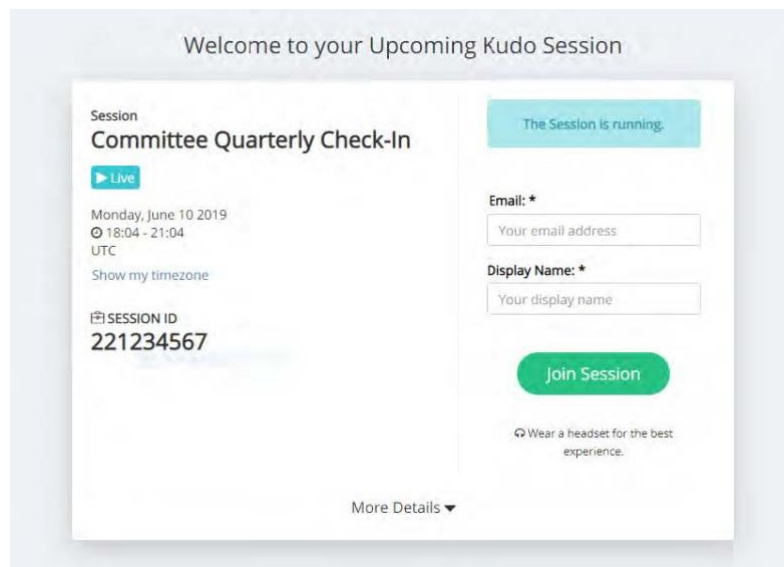 Welcome to your Upcoming Kudo Session
Session
Committee Quarterly Check-In
Live
Monday, June 10 2019
18:04 - 21:04
UTC
Show my timezone
SESSION ID
221234567
The Session is running.
Email: *
Your email address
Display Name: *
Your display name
Join Session
Wear a headset for the best
experience.
More Details